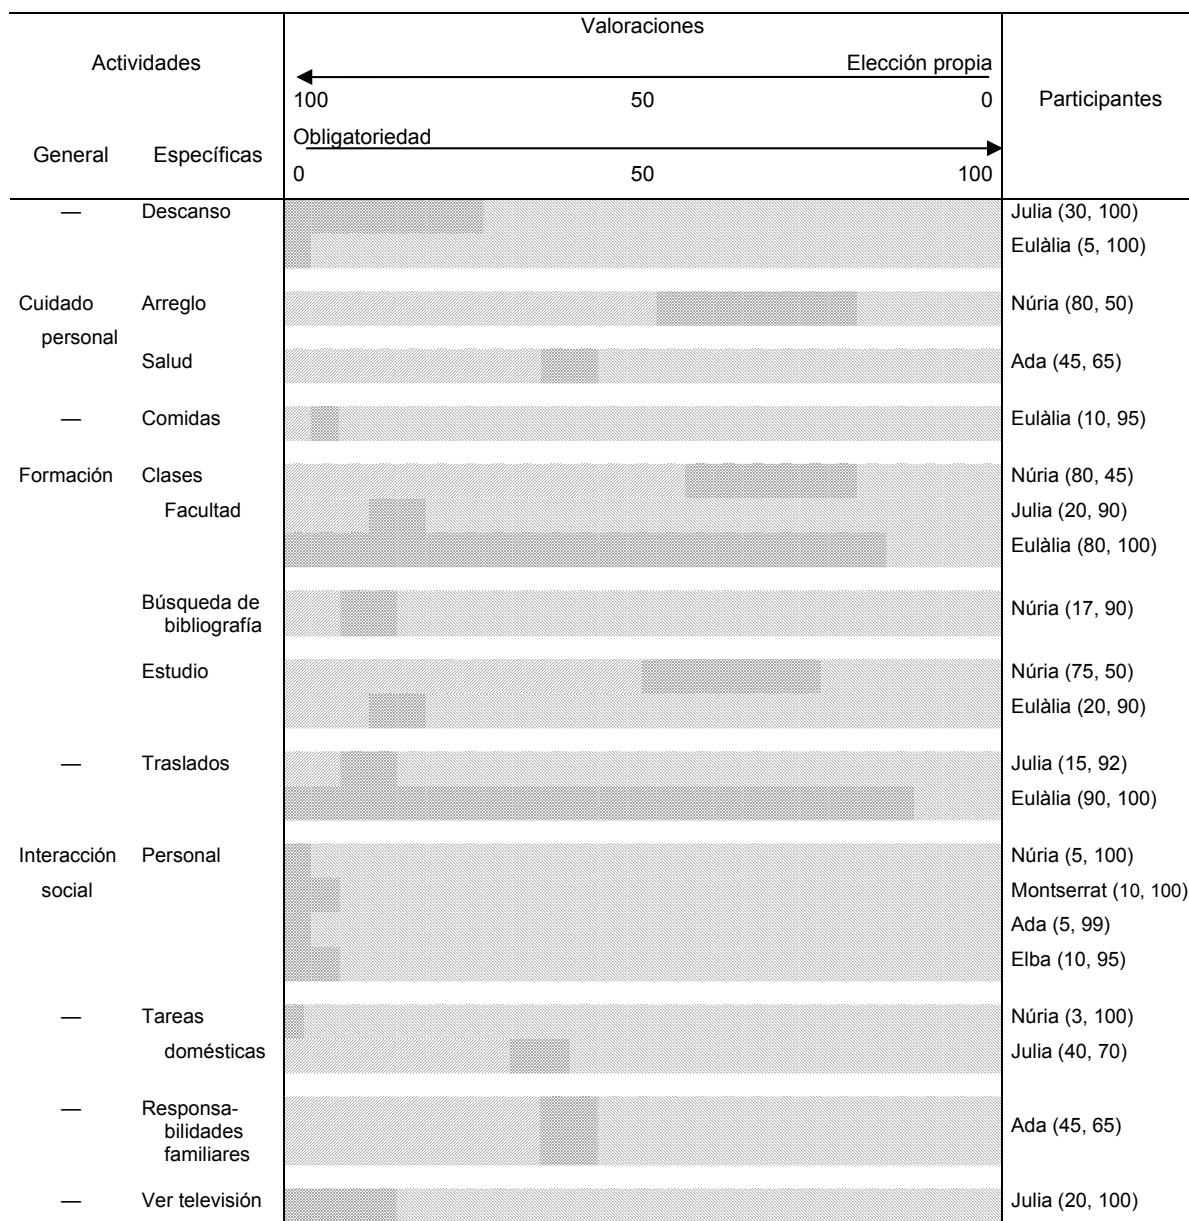 Valoraciones
Actividades
Elección propia
100 50 0
Participantes
Obligatoriedad
General Específicas
0 50 100
— Descanso Julia (30, 100)
Eulàlia (5, 100)
Cuidado Arreglo Núria (80, 50)
personal
Salud Ada (45, 65)
— Comidas Eulàlia (10, 95)
Formación Clases Núria (80, 45)
Facultad Julia (20, 90)
Eulàlia (80, 100)
Búsqueda de Núria (17, 90)
bibliografía
Estudio Núria (75, 50)
Eulàlia (20, 90)
— Traslados Julia (15, 92)
Eulàlia (90, 100)
Interacción Personal Núria (5, 100)
social Montserrat (10, 100)
Ada (5, 99)
Elba (10, 95)
— Tareas Núria (3, 100)
domésticas Julia (40, 70)
— Responsa-
bilidades Ada (45, 65)
familiares
— Ver televisión Julia (20, 100)